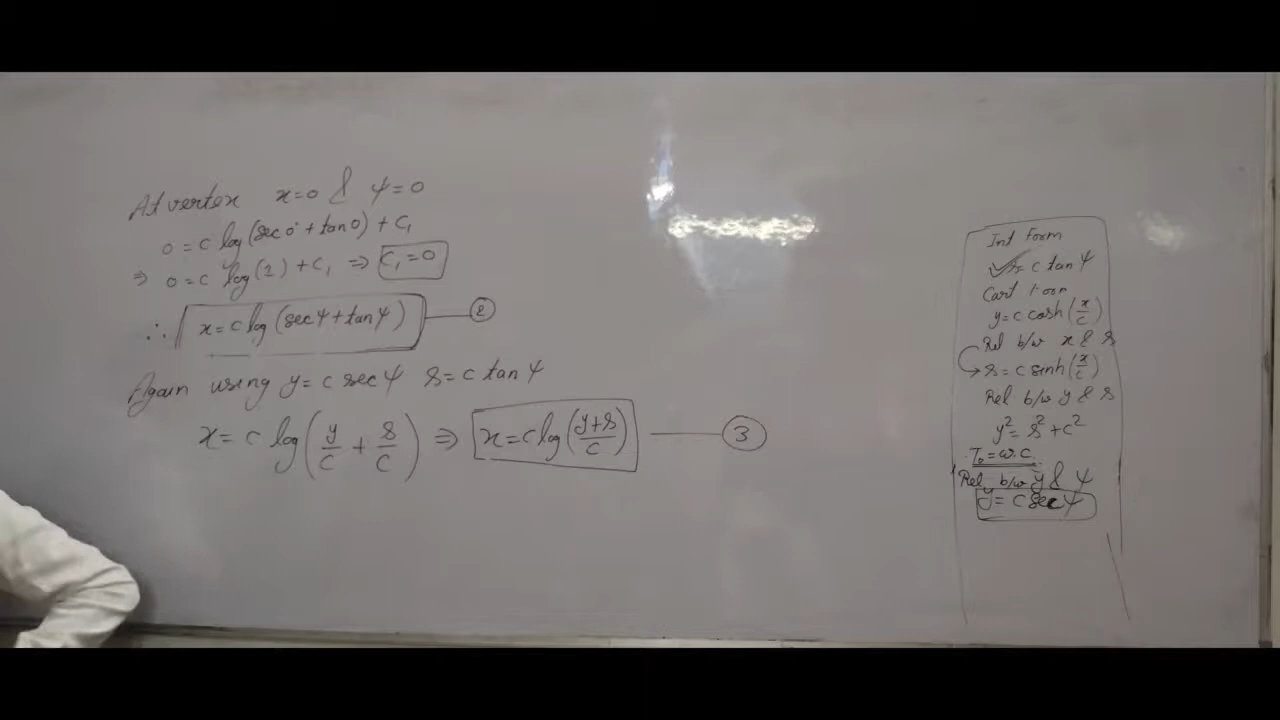 At vertex x=0 & ψ=0
0 = c log(sec 0 + tan 0) + C₁
⇒ 0 = c log(1) + C₁ ⇒ C₁=0
∴ x = c log (sec ψ + tan ψ) — ②
Again using y = c sec ψ s = c tan ψ
x = c log(y/c + s/c) ⇒ x = c log(y+s/c) — ③
Int Form
✓s = c tan ψ
Cart Form
y = c cosh(x/c)
Rel b/w x & s
→ s = c sinh(x/c)
Rel. b/w y & s
y² = s² + c²
T₀ = w.c.
Rel b/w y & ψ
y = c sec ψ